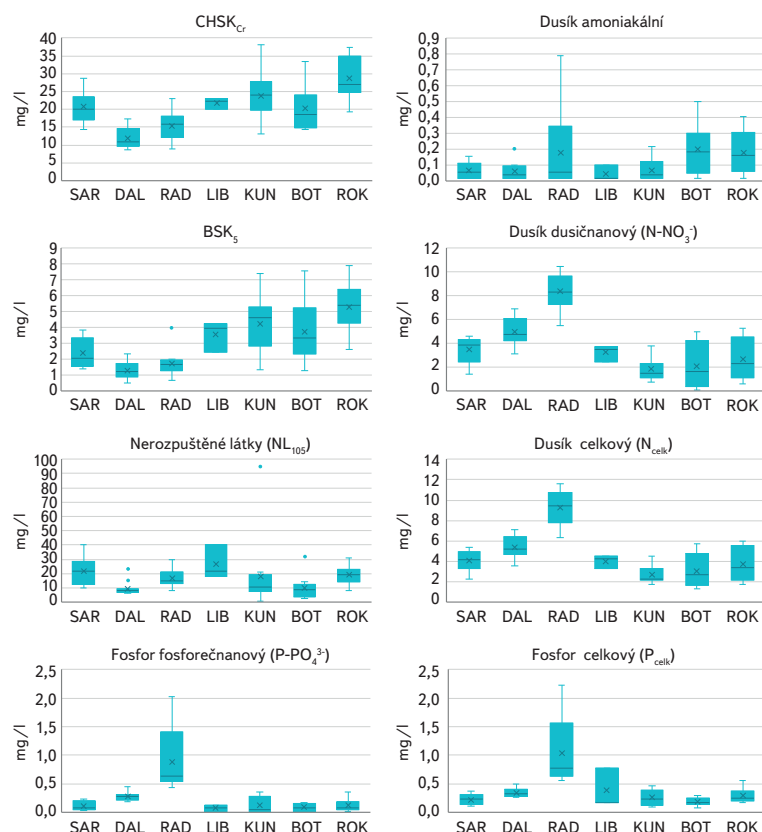 CHSK_Cr
mg/l
40
35
30
25
20
15
10
5
0
SAR DAL RAD LIB KUN BOT ROK
Dusík amoniakální
mg/l
0,9
0,8
0,7
0,6
0,5
0,4
0,3
0,2
0,1
0,0
SAR DAL RAD LIB KUN BOT ROK
BSK₅
mg/l
9
8
7
6
5
4
3
2
1
0
SAR DAL RAD LIB KUN BOT ROK
Dusík dusičnanový (N-NO₃⁻)
mg/l
12
10
8
6
4
2
0
SAR DAL RAD LIB KUN BOT ROK
Nerozpuštěné látky (NL₁₀₅)
mg/l
100
90
80
70
60
50
40
30
20
10
0
SAR DAL RAD LIB KUN BOT ROK
Dusík celkový (N_celk)
mg/l
14
12
10
8
6
4
2
0
SAR DAL RAD LIB KUN BOT ROK
Fosfor fosforečnanový (P-PO₄³⁻)
mg/l
2,5
2,0
1,5
1,0
0,5
0,0
SAR DAL RAD LIB KUN BOT ROK
Fosfor celkový (P_celk)
mg/l
2,5
2,0
1,5
1,0
0,5
0,0
SAR DAL RAD LIB KUN BOT ROK